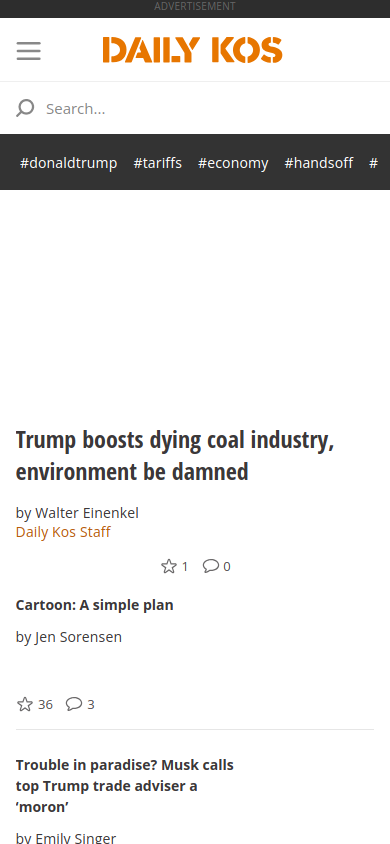 ADVERTISEMENT
DAILY KOS
Search...
#donaldtrump #tariffs #economy #handsoff #
Trump boosts dying coal industry,
environment be damned
by Walter Einenkel
Daily Kos Staff
1 0
Cartoon: A simple plan
by Jen Sorensen
36 3
Trouble in paradise? Musk calls
top Trump trade adviser a
‘moron’
by Emily Singer